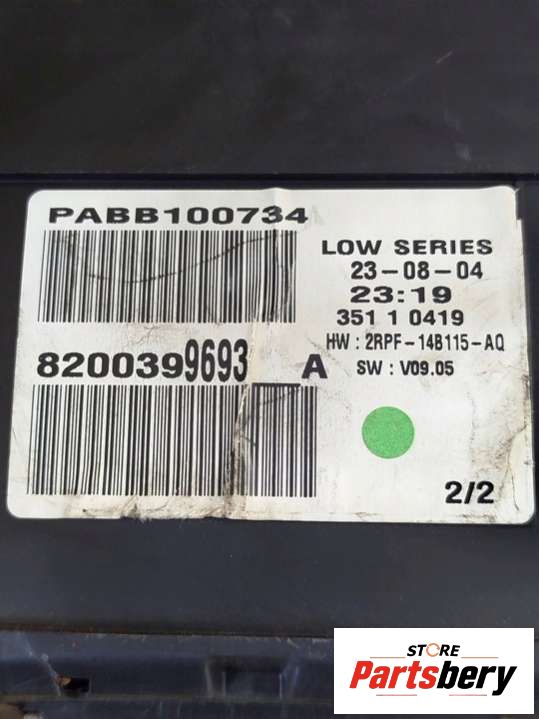 PABB100734
LOW SERIES
23-08-04
23:19
351 1 0419
HW : 2RPF-14B115-AQ
SW : V09.05
8200399693 A
2/2
STORE
Partsbery